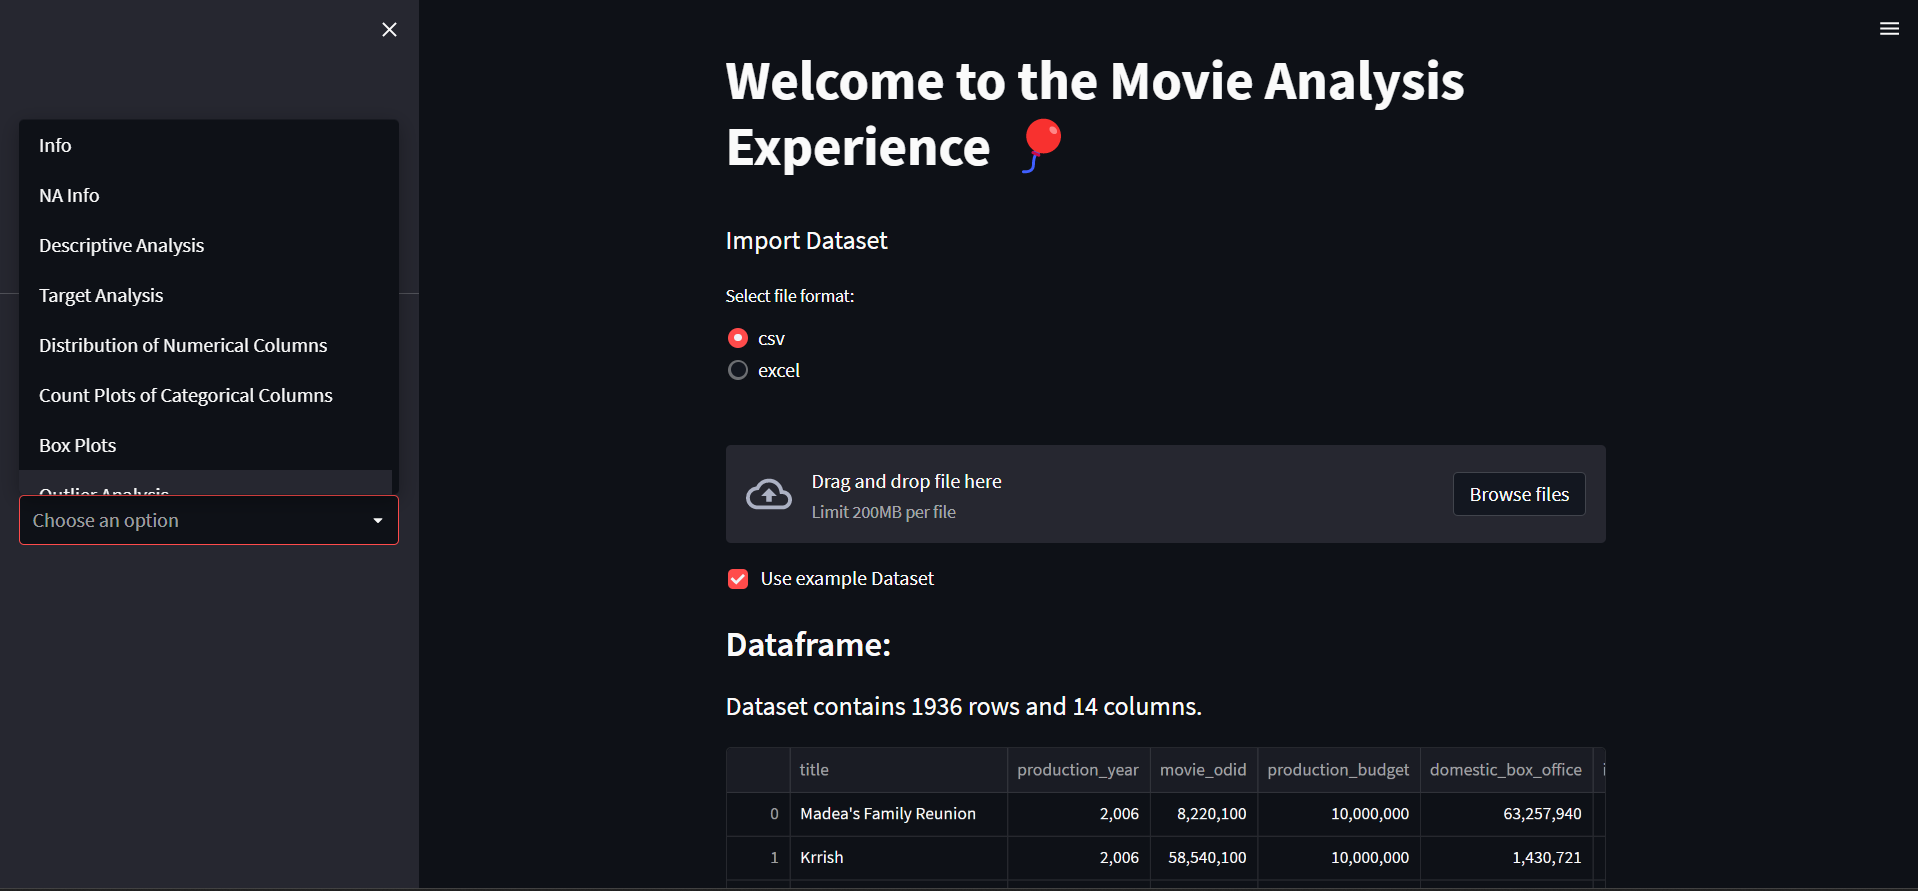 Info
NA Info
Descriptive Analysis
Target Analysis
Distribution of Numerical Columns
Count Plots of Categorical Columns
Box Plots
Outlier Analysis
Choose an option
Welcome to the Movie Analysis
Experience
Import Dataset
Select file format:
csv
excel
Drag and drop file here
Limit 200MB per file
Browse files
Use example Dataset
Dataframe:
Dataset contains 1936 rows and 14 columns.
title production_year movie_odid production_budget domestic_box_office i
0 Madea's Family Reunion 2,006 8,220,100 10,000,000 63,257,940
1 Krrish 2,006 58,540,100 10,000,000 1,430,721